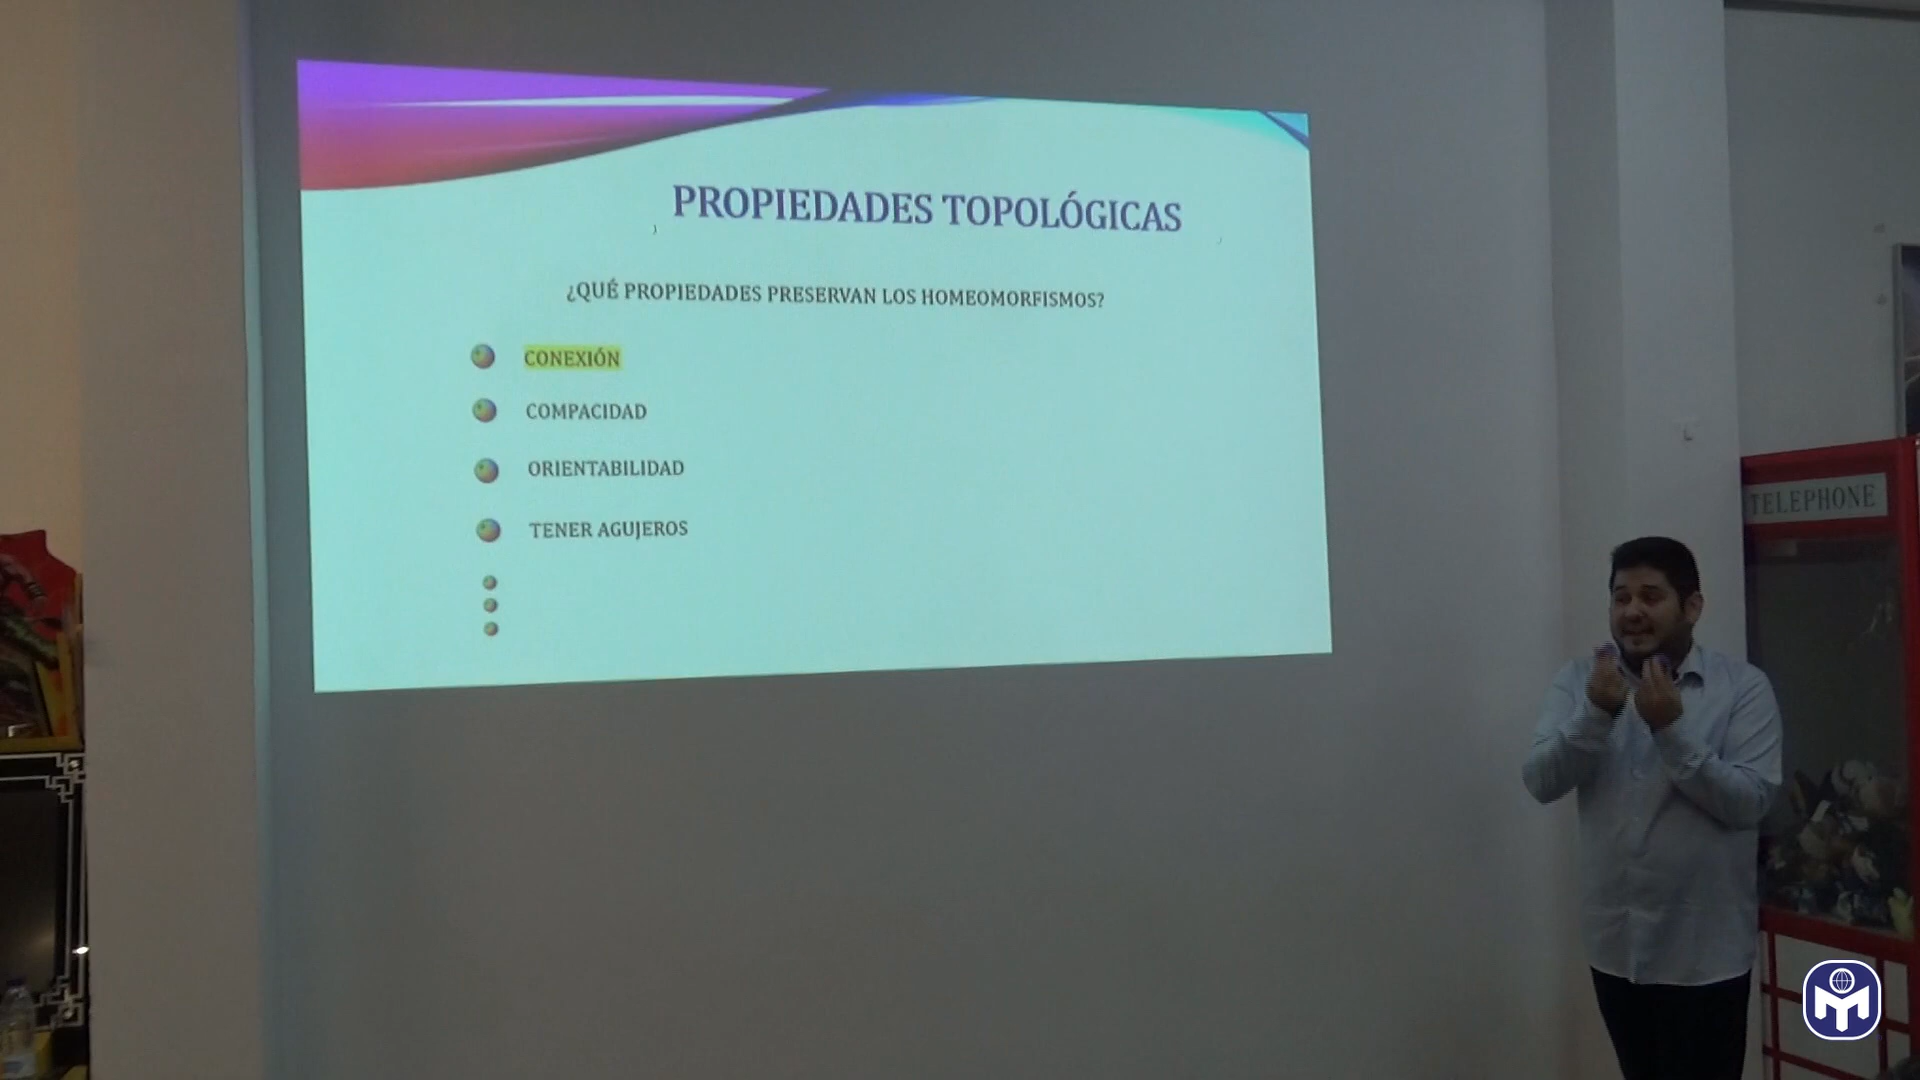 PROPIEDADES TOPOLÓGICAS
¿QUÉ PROPIEDADES PRESERVAN LOS HOMEOMORFISMOS?
CONEXIÓN
COMPACIDAD
ORIENTABILIDAD
TENER AGUJEROS
TELEPHONE